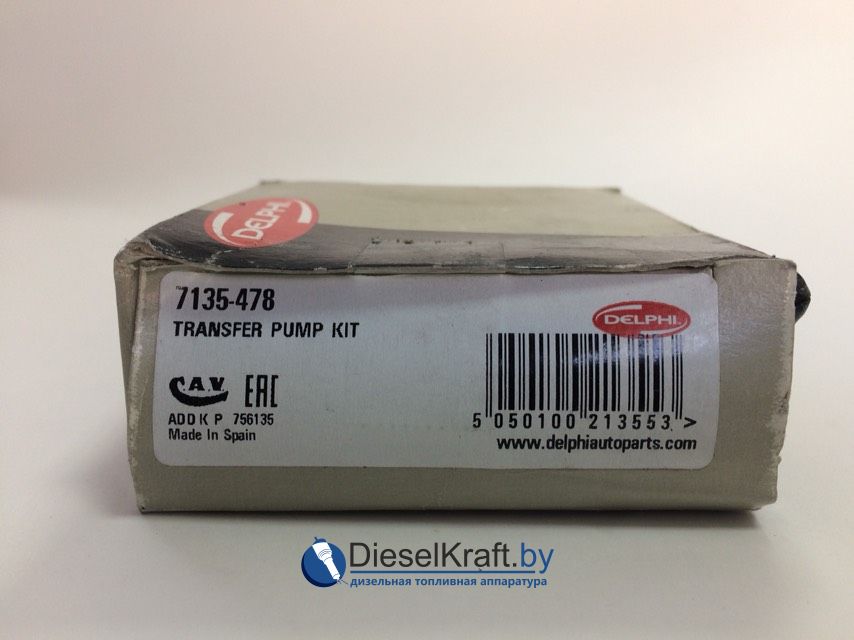 DELPHI
7135-478
TRANSFER PUMP KIT
DELPHI
C.A.V. EAC
ADDK P 756135
Made In Spain
5 050100 213553 >
www.delphiautoparts.com
DieselKraft.by
дизельная топливная аппаратура